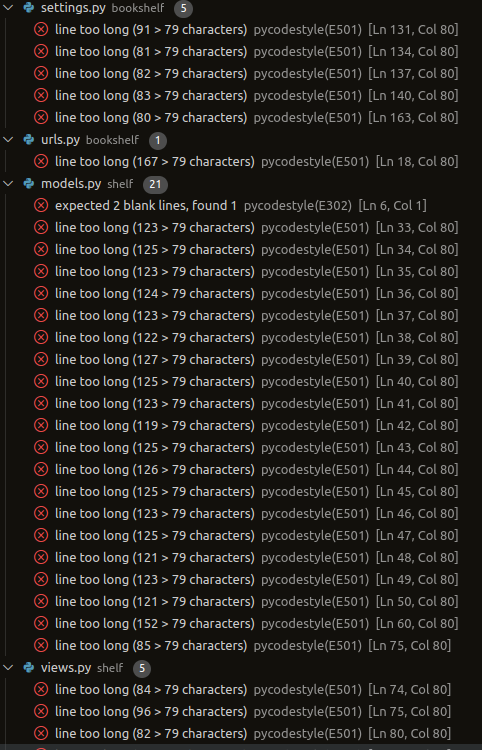 settings.py bookshelf 5
line too long (91 > 79 characters) pycodestyle(E501) [Ln 131, Col 80]
line too long (81 > 79 characters) pycodestyle(E501) [Ln 134, Col 80]
line too long (82 > 79 characters) pycodestyle(E501) [Ln 137, Col 80]
line too long (83 > 79 characters) pycodestyle(E501) [Ln 140, Col 80]
line too long (80 > 79 characters) pycodestyle(E501) [Ln 163, Col 80]
urls.py bookshelf 1
line too long (167 > 79 characters) pycodestyle(E501) [Ln 18, Col 80]
models.py shelf 21
expected 2 blank lines, found 1 pycodestyle(E302) [Ln 6, Col 1]
line too long (123 > 79 characters) pycodestyle(E501) [Ln 33, Col 80]
line too long (125 > 79 characters) pycodestyle(E501) [Ln 34, Col 80]
line too long (123 > 79 characters) pycodestyle(E501) [Ln 35, Col 80]
line too long (124 > 79 characters) pycodestyle(E501) [Ln 36, Col 80]
line too long (123 > 79 characters) pycodestyle(E501) [Ln 37, Col 80]
line too long (122 > 79 characters) pycodestyle(E501) [Ln 38, Col 80]
line too long (127 > 79 characters) pycodestyle(E501) [Ln 39, Col 80]
line too long (125 > 79 characters) pycodestyle(E501) [Ln 40, Col 80]
line too long (123 > 79 characters) pycodestyle(E501) [Ln 41, Col 80]
line too long (119 > 79 characters) pycodestyle(E501) [Ln 42, Col 80]
line too long (125 > 79 characters) pycodestyle(E501) [Ln 43, Col 80]
line too long (126 > 79 characters) pycodestyle(E501) [Ln 44, Col 80]
line too long (125 > 79 characters) pycodestyle(E501) [Ln 45, Col 80]
line too long (123 > 79 characters) pycodestyle(E501) [Ln 46, Col 80]
line too long (125 > 79 characters) pycodestyle(E501) [Ln 47, Col 80]
line too long (121 > 79 characters) pycodestyle(E501) [Ln 48, Col 80]
line too long (123 > 79 characters) pycodestyle(E501) [Ln 49, Col 80]
line too long (121 > 79 characters) pycodestyle(E501) [Ln 50, Col 80]
line too long (152 > 79 characters) pycodestyle(E501) [Ln 60, Col 80]
line too long (85 > 79 characters) pycodestyle(E501) [Ln 75, Col 80]
views.py shelf 5
line too long (84 > 79 characters) pycodestyle(E501) [Ln 74, Col 80]
line too long (96 > 79 characters) pycodestyle(E501) [Ln 75, Col 80]
line too long (82 > 79 characters) pycodestyle(E501) [Ln 80, Col 80]